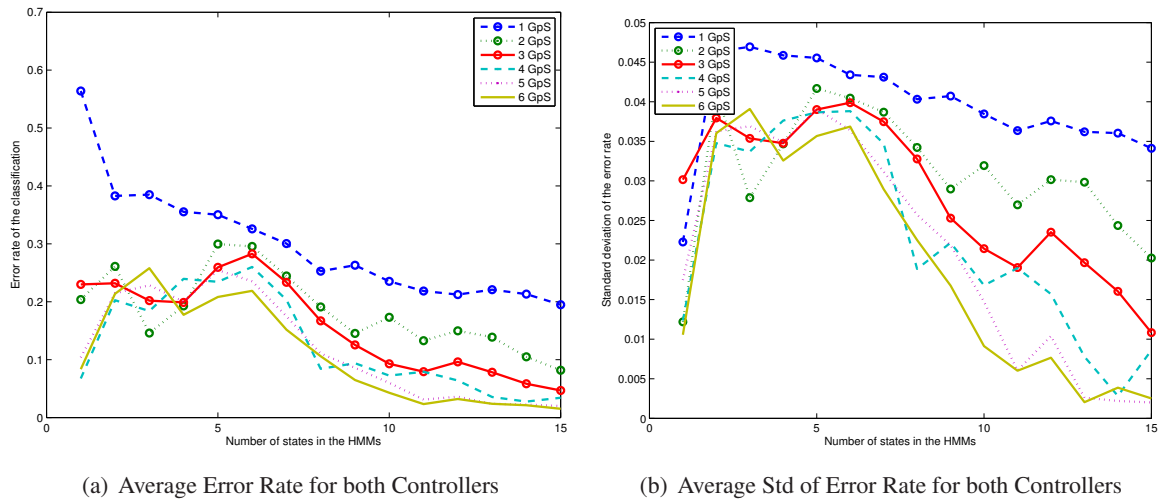 0.7
0.6
0.5
0.4
0.3
0.2
0.1
0
0
5
10
15
Error rate of the classification
Number of states in the HMMs
1 GpS
2 GpS
3 GpS
4 GpS
5 GpS
6 GpS
(a) Average Error Rate for both Controllers
0.05
0.045
0.04
0.035
0.03
0.025
0.02
0.015
0.01
0.005
0
0
5
10
15
Standard deviation of the error rate
Number of states in the HMMs
1 GpS
2 GpS
3 GpS
4 GpS
5 GpS
6 GpS
(b) Average Std of Error Rate for both Controllers